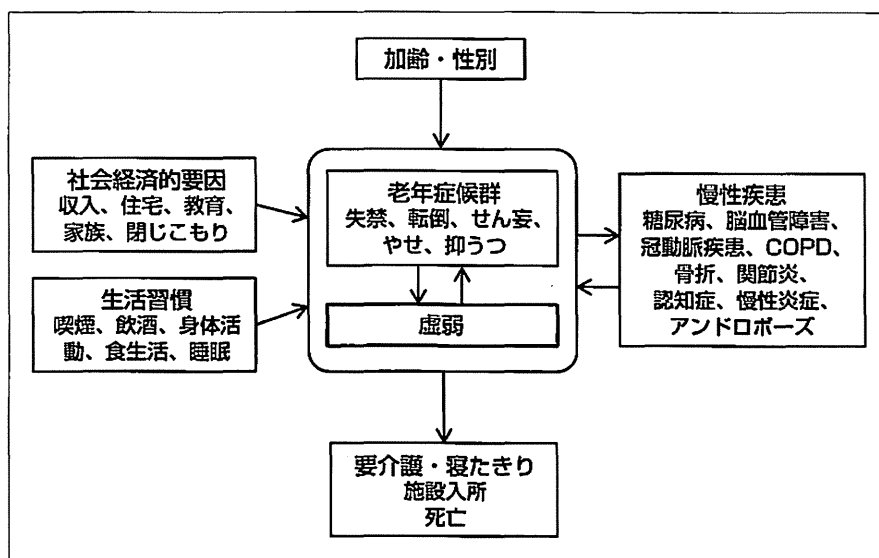 加齢・性別
社会経済的要因
収入、住宅、教育、
家族、閉じこもり
生活習慣
喫煙、飲酒、身体活
動、食生活、睡眠
老年症候群
失禁、転倒、せん妄、
やせ、抑うつ
虚弱
慢性疾患
糖尿病、脳血管障害、
冠動脈疾患、COPD、
骨折、関節炎、
認知症、慢性炎症、
アンドロポーズ
要介護・寝たきり
施設入所
死亡